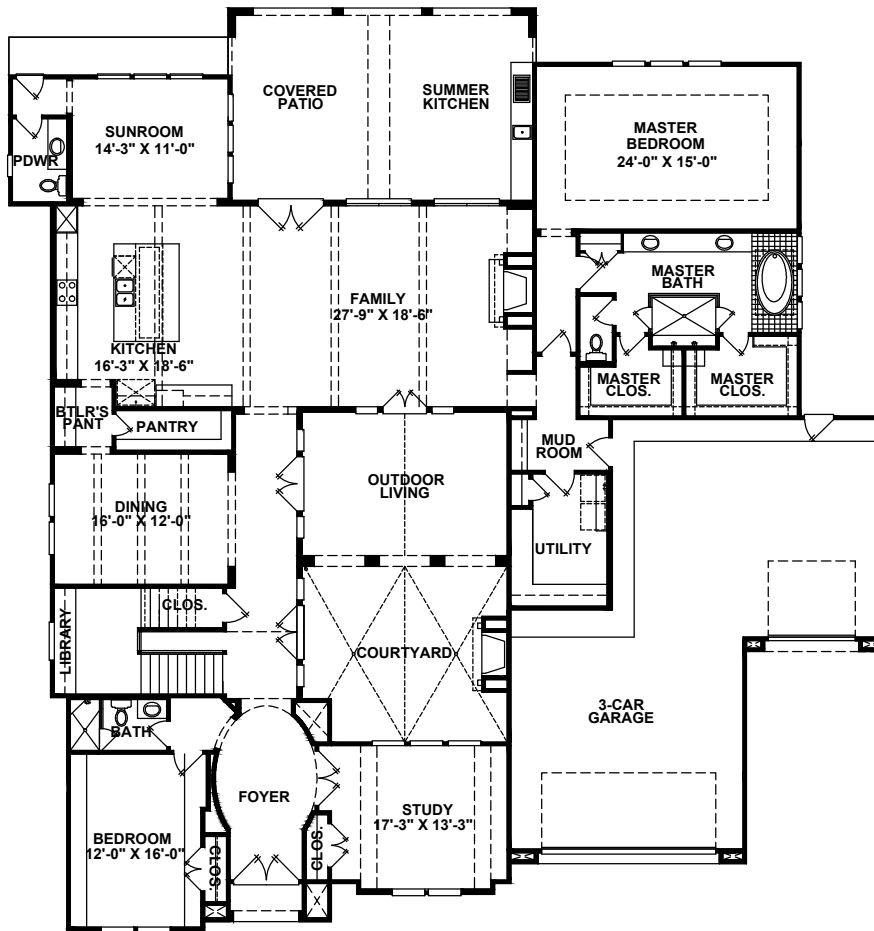 COVERED
PATIO
SUMMER
KITCHEN
SUNROOM
14'-3" X 11'-0"
PDWR
MASTER
BEDROOM
24'-0" X 15'-0"
MASTER
BATH
FAMILY
27'-9" X 18'-6"
KITCHEN
16'-3" X 18'-6"
MASTER
CLOS.
MASTER
CLOS.
BTLR'S
PANT
PANTRY
MUD
ROOM
OUTDOOR
LIVING
DINING
16'-0" X 12'-0"
UTILITY
CLOS.
LIBRARY
COURTYARD
3-CAR
GARAGE
BATH
FOYER
STUDY
17'-3" X 13'-3"
BEDROOM
12'-0" X 16'-0"
CLOS.
CLOS.